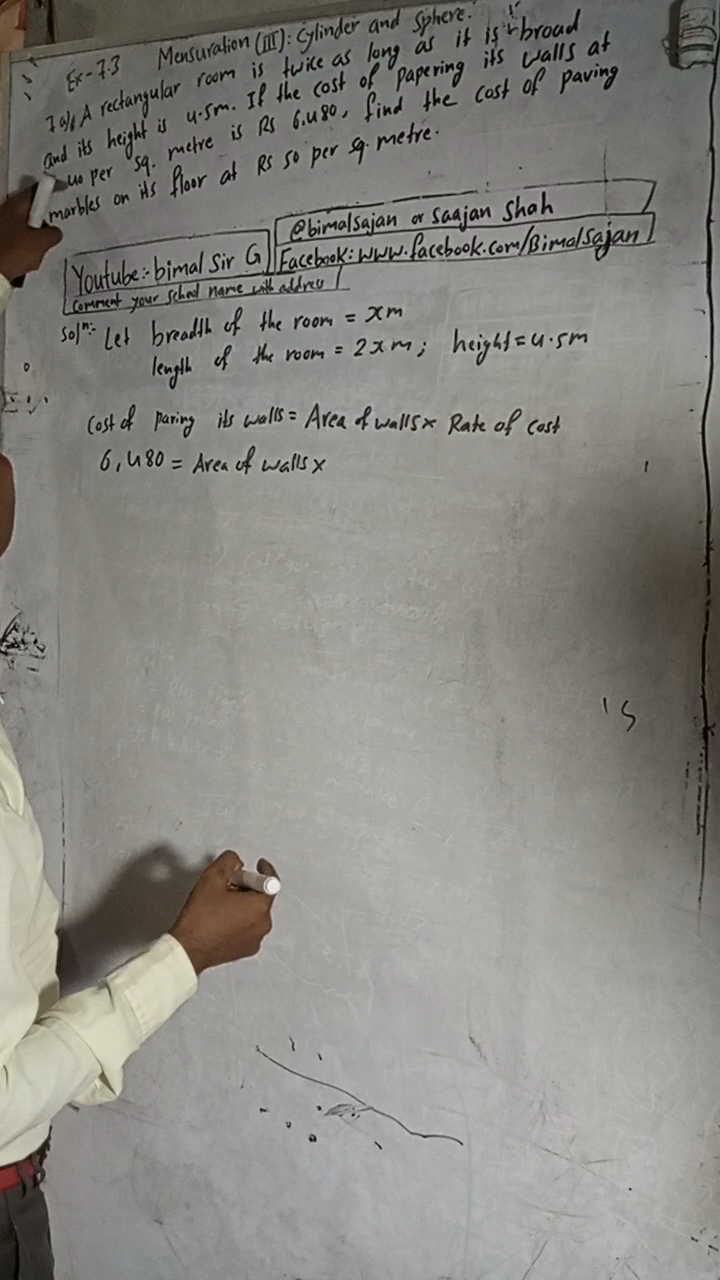 Ex-7.3 Mensuration (III): Cylinder and Sphere.
7a) A rectangular room is twice as long as it is broad
and its height is 4.5m. If the cost of papering its walls at
40 per sq. metre is Rs 6,480, find the cost of paving
marbles on its floor at Rs 50 per sq. metre.
@bimalsajan or Saajan Shah
Youtube:- bimal Sir G
Facebook: www.facebook.com/Bimalsajan
Comment your school name with address
Solⁿ:- Let breadth of the room = xm
length of the room = 2xm; height = 4.5m
Cost of paring its walls = Area of walls x Rate of cost
6,480 = Area of walls x